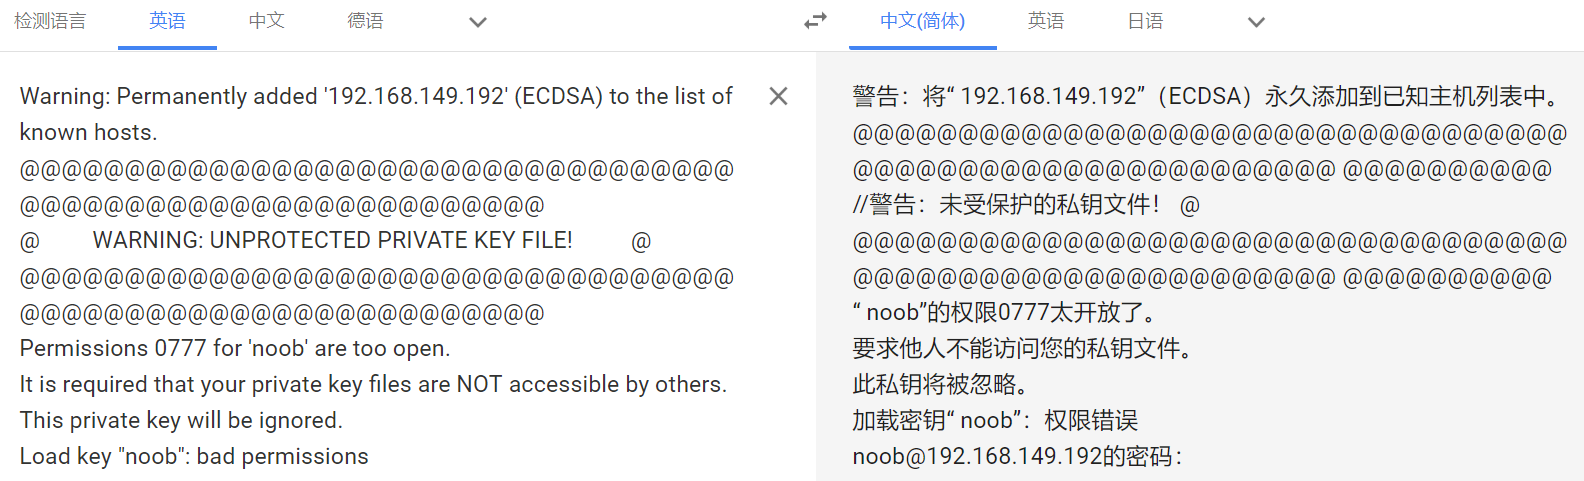 检测语言 英语 中文 德语 中文(简体) 英语 日语
Warning: Permanently added '192.168.149.192' (ECDSA) to the list of
known hosts.
@@@@@@@@@@@@@@@@@@@@@@@@@@@@@@@@@@
@@@@@@@@@@@@@@@@@@@@@@@@@
@ WARNING: UNPROTECTED PRIVATE KEY FILE! @
@@@@@@@@@@@@@@@@@@@@@@@@@@@@@@@@@@
@@@@@@@@@@@@@@@@@@@@@@@@@
Permissions 0777 for 'noob' are too open.
It is required that your private key files are NOT accessible by others.
This private key will be ignored.
Load key "noob": bad permissions
警告：将“ 192.168.149.192”（ECDSA）永久添加到已知主机列表中。
@@@@@@@@@@@@@@@@@@@@@@@@@@@@@@@@@@
@@@@@@@@@@@@@@@@@@@@@@@ @@@@@@@@@@
//警告：未受保护的私钥文件！ @
@@@@@@@@@@@@@@@@@@@@@@@@@@@@@@@@@@
@@@@@@@@@@@@@@@@@@@@@@@ @@@@@@@@@@
“ noob”的权限0777太开放了。
要求他人不能访问您的私钥文件。
此私钥将被忽略。
加载密钥“ noob”：权限错误
noob@192.168.149.192的密码：